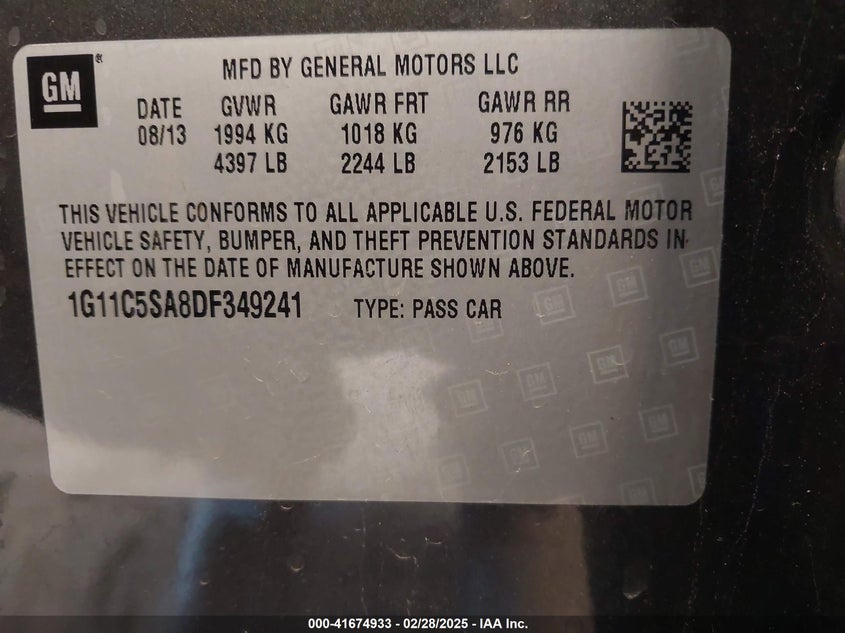 GM
MFD BY GENERAL MOTORS LLC
DATE GVWR GAWR FRT GAWR RR
08/13 1994 KG 1018 KG 976 KG
4397 LB 2244 LB 2153 LB
THIS VEHICLE CONFORMS TO ALL APPLICABLE U.S. FEDERAL MOTOR
VEHICLE SAFETY, BUMPER, AND THEFT PREVENTION STANDARDS IN
EFFECT ON THE DATE OF MANUFACTURE SHOWN ABOVE.
1G11C5SA8DF349241 TYPE: PASS CAR
000-41674933 - 02/28/2025 - IAA Inc.